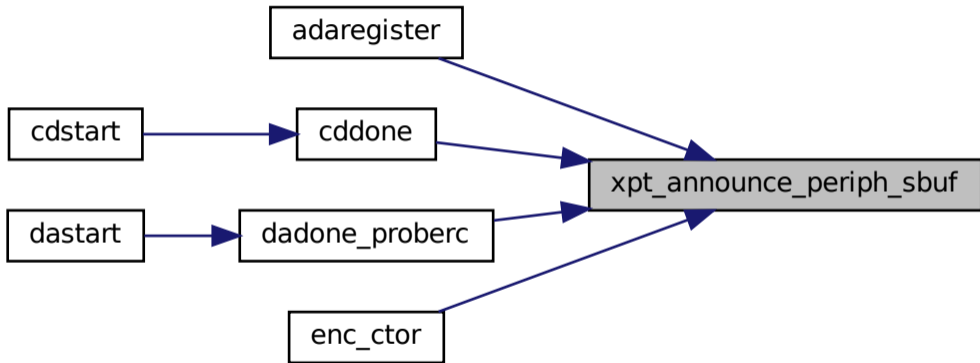 adaregister
cdstart
cddone
xpt_announce_periph_sbuf
dastart
dadone_proberc
enc_ctor